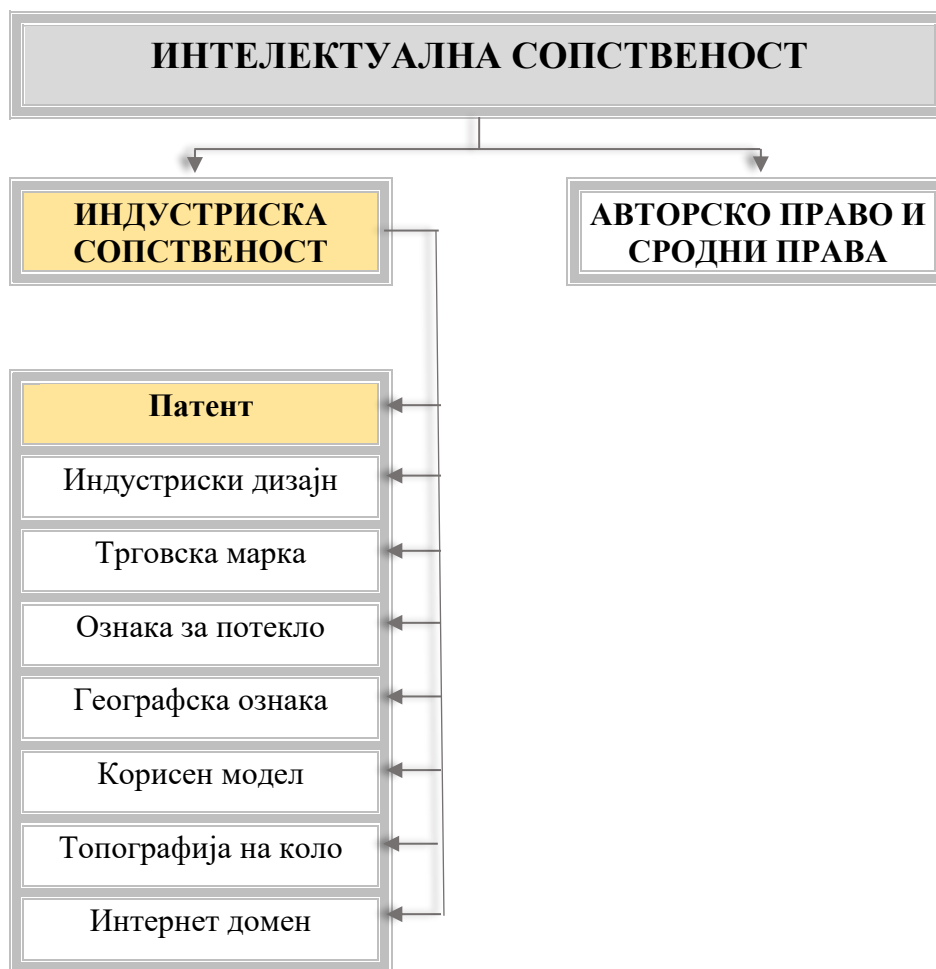 ИНТЕЛЕКТУАЛНА СОПСТВЕНОСТ
ИНДУСТРИСКА
СОПСТВЕНОСТ
АВТОРСКО ПРАВО И
СРОДНИ ПРАВА
Патент
Индустриски дизајн
Трговска марка
Ознака за потекло
Географска ознака
Корисен модел
Топографија на коло
Интернет домен